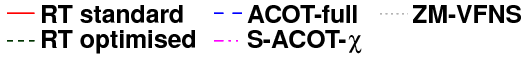 RT standard ACOT-full ZM-VFNS
RT optimised S-ACOT-χ